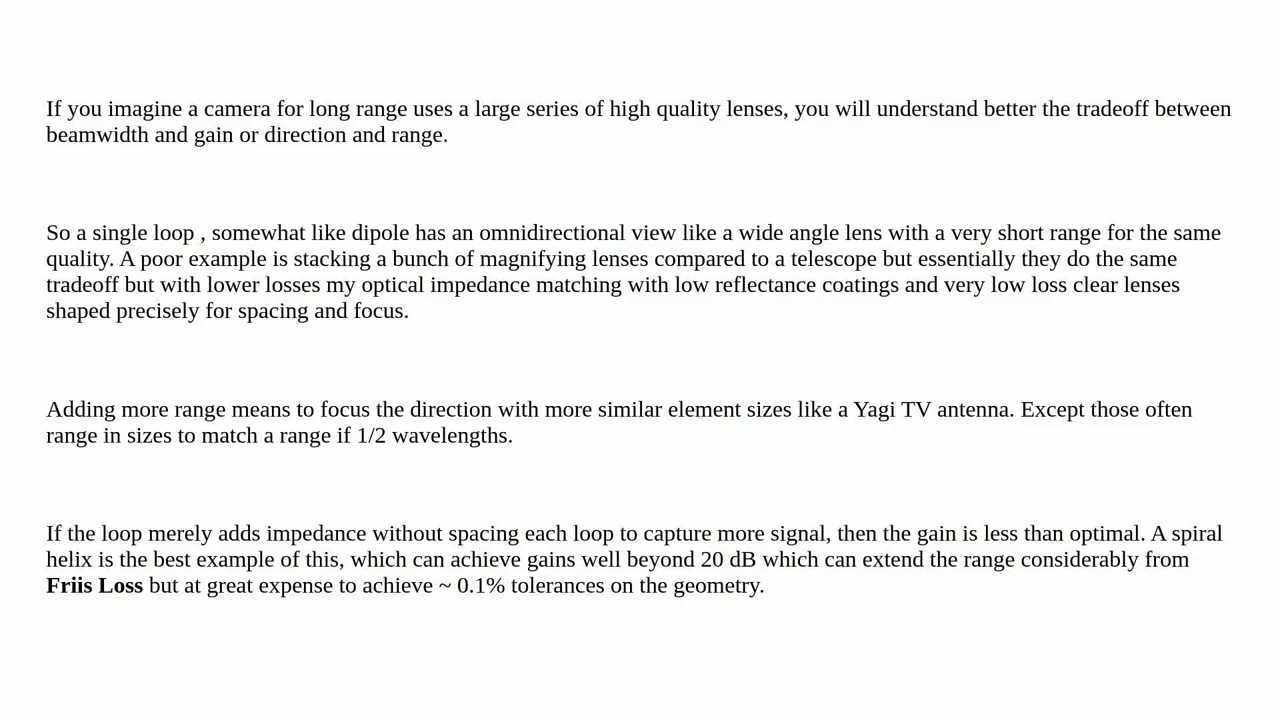 If you imagine a camera for long range uses a large series of high quality lenses, you will understand better the tradeoff between
beamwidth and gain or direction and range.
So a single loop , somewhat like dipole has an omnidirectional view like a wide angle lens with a very short range for the same
quality. A poor example is stacking a bunch of magnifying lenses compared to a telescope but essentially they do the same
tradeoff but with lower losses my optical impedance matching with low reflectance coatings and very low loss clear lenses
shaped precisely for spacing and focus.
Adding more range means to focus the direction with more similar element sizes like a Yagi TV antenna. Except those often
range in sizes to match a range if 1/2 wavelengths.
If the loop merely adds impedance without spacing each loop to capture more signal, then the gain is less than optimal. A spiral
helix is the best example of this, which can achieve gains well beyond 20 dB which can extend the range considerably from
Friis Loss but at great expense to achieve ~ 0.1% tolerances on the geometry.